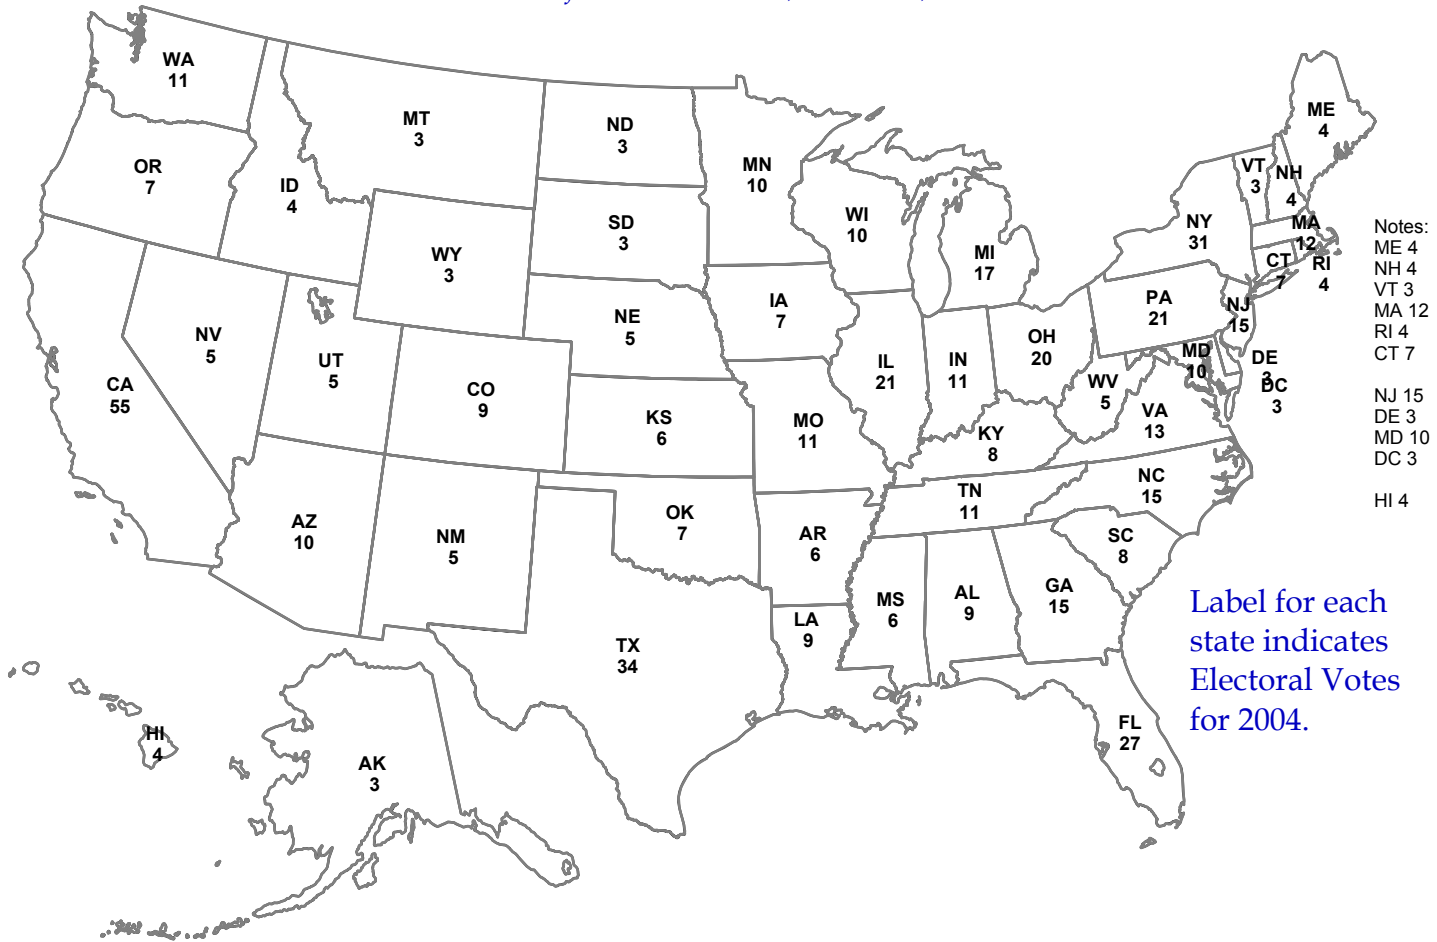 WA
11
OR
7
CA
55
NV
5
ID
4
MT
3
WY
3
UT
5
AZ
10
CO
9
NM
5
ND
3
SD
3
NE
5
KS
6
OK
7
TX
34
MN
10
IA
7
MO
11
AR
6
LA
9
WI
10
IL
21
MI
17
IN
11
OH
20
KY
8
TN
11
MS
6
AL
9
GA
15
FL
27
SC
8
NC
15
VA
13
WV
5
PA
21
NY
31
VT
3
NH
4
ME
4
MA
12
CT
7
RI
4
NJ
15
MD
10
DE
3
DC
3
HI
4
AK
3
Notes:
ME 4
NH 4
VT 3
MA 12
RI 4
CT 7
NJ 15
DE 3
MD 10
DC 3
HI 4
Label for each
state indicates
Electoral Votes
for 2004.